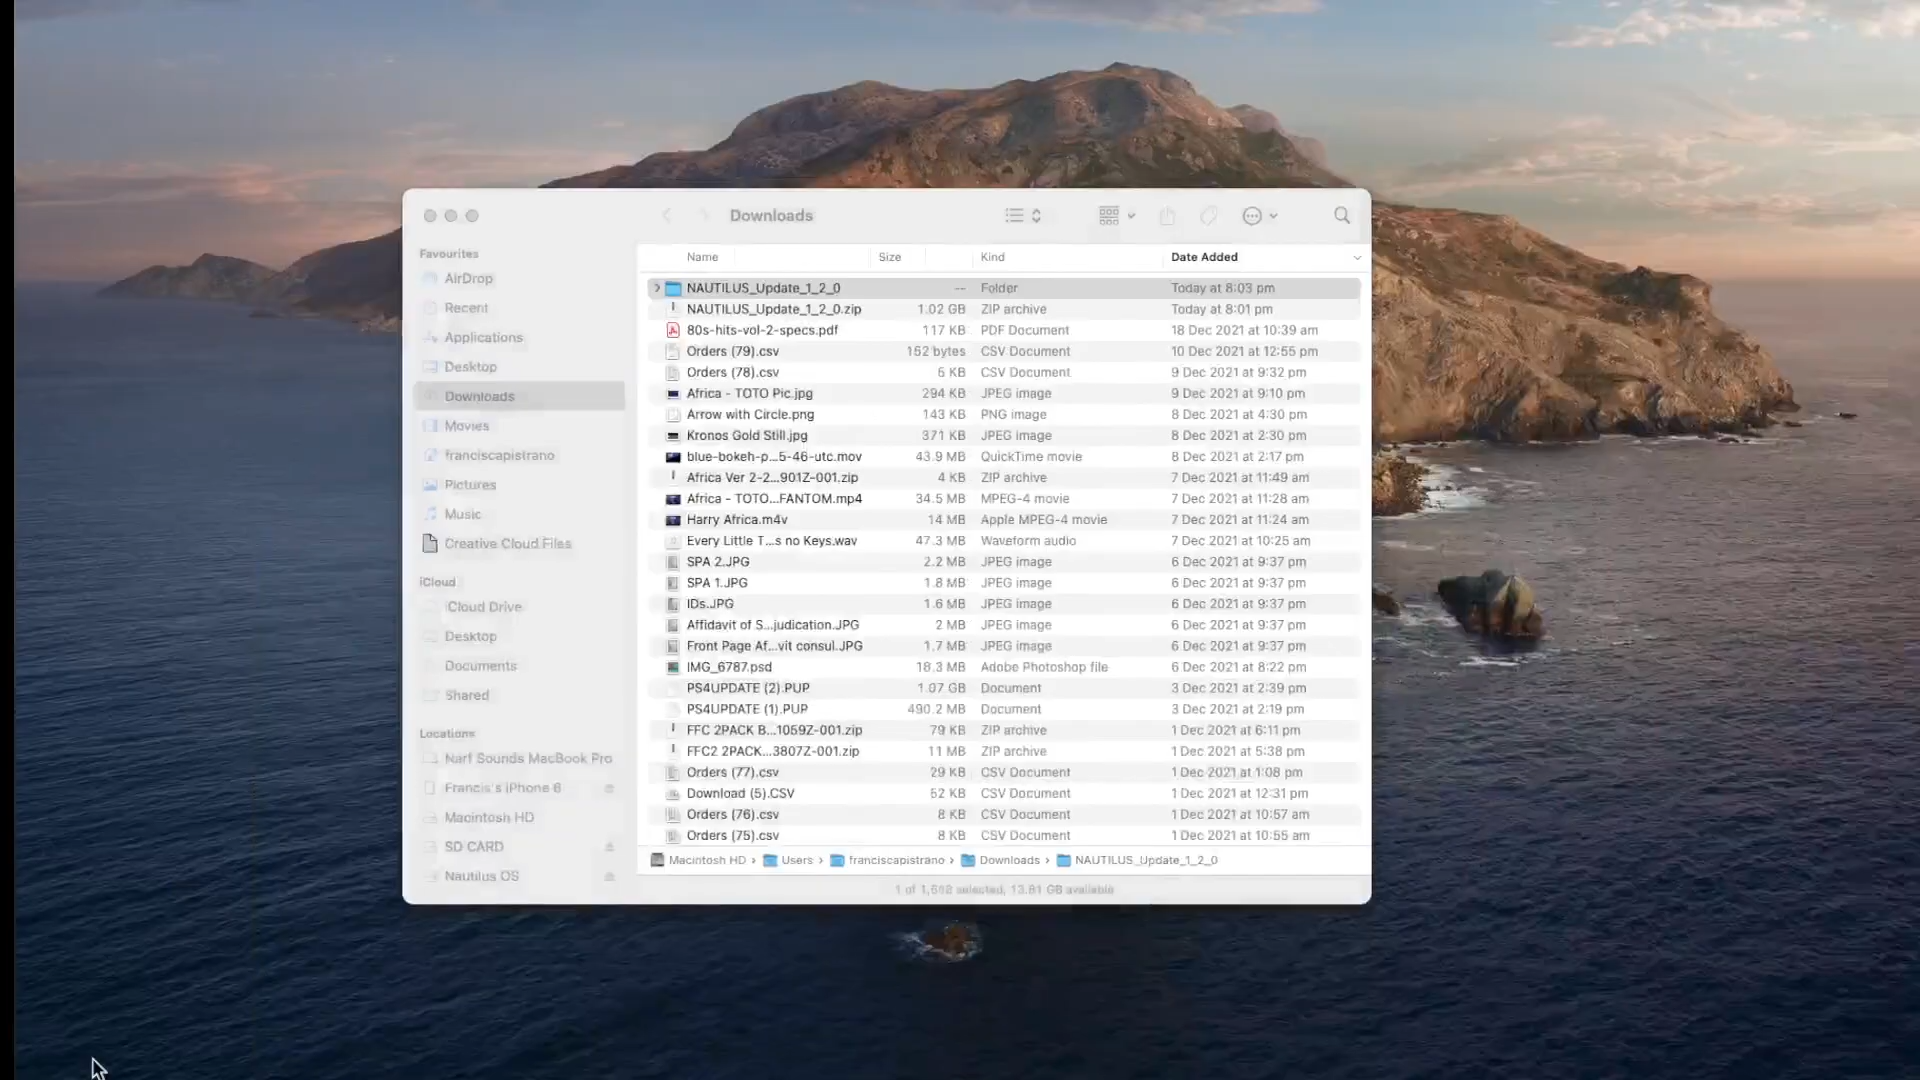 Downloads
Favourites
AirDrop
Recent
Applications
Desktop
Downloads
Movies
franciscapistrano
Pictures
Music
Creative Cloud Files
iCloud
iCloud Drive
Desktop
Documents
Shared
Locations
Narf Sounds MacBook Pro
Francis's iPhone 6
Macintosh HD
SD CARD
Nautilus OS
Name Size Kind Date Added
NAUTILUS_Update_1_2_0 -- Folder Today at 8:03 pm
NAUTILUS_Update_1_2_0.zip 1.02 GB ZIP archive Today at 8:01 pm
80s-hits-vol-2-specs.pdf 117 KB PDF Document 18 Dec 2021 at 10:39 am
Orders (79).csv 152 bytes CSV Document 10 Dec 2021 at 12:55 pm
Orders (78).csv 5 KB CSV Document 9 Dec 2021 at 9:32 pm
Africa - TOTO Pic.jpg 294 KB JPEG image 9 Dec 2021 at 9:10 pm
Arrow with Circle.png 143 KB PNG image 8 Dec 2021 at 4:30 pm
Kronos Gold Still.jpg 371 KB JPEG image 8 Dec 2021 at 2:30 pm
blue-bokeh-p...5-46-utc.mov 43.9 MB QuickTime movie 8 Dec 2021 at 2:17 pm
Africa Ver 2-2...901Z-001.zip 4 KB ZIP archive 7 Dec 2021 at 11:49 am
Africa - TOTO...FANTOM.mp4 34.5 MB MPEG-4 movie 7 Dec 2021 at 11:28 am
Harry Africa.m4v 14 MB Apple MPEG-4 movie 7 Dec 2021 at 11:24 am
Every Little T...s no Keys.wav 47.3 MB Waveform audio 7 Dec 2021 at 10:25 am
SPA 2.JPG 2.2 MB JPEG image 6 Dec 2021 at 9:37 pm
SPA 1.JPG 1.8 MB JPEG image 6 Dec 2021 at 9:37 pm
IDs.JPG 1.6 MB JPEG image 6 Dec 2021 at 9:37 pm
Affidavit of S...judication.JPG 2 MB JPEG image 6 Dec 2021 at 9:37 pm
Front Page Af...vit consul.JPG 1.7 MB JPEG image 6 Dec 2021 at 9:37 pm
IMG_6787.psd 18.3 MB Adobe Photoshop file 6 Dec 2021 at 8:22 pm
PS4UPDATE (2).PUP 1.07 GB Document 3 Dec 2021 at 2:39 pm
PS4UPDATE (1).PUP 490.2 MB Document 3 Dec 2021 at 2:19 pm
FFC 2PACK B...1059Z-001.zip 79 KB ZIP archive 1 Dec 2021 at 6:11 pm
FFC2 2PACK...3807Z-001.zip 11 MB ZIP archive 1 Dec 2021 at 5:38 pm
Orders (77).csv 29 KB CSV Document 1 Dec 2021 at 1:08 pm
Download (5).CSV 52 KB CSV Document 1 Dec 2021 at 12:31 pm
Orders (76).csv 8 KB CSV Document 1 Dec 2021 at 10:57 am
Orders (75).csv 8 KB CSV Document 1 Dec 2021 at 10:55 am
Macintosh HD › Users › franciscapistrano › Downloads › NAUTILUS_Update_1_2_0
1 of selected, 13.81 GB available